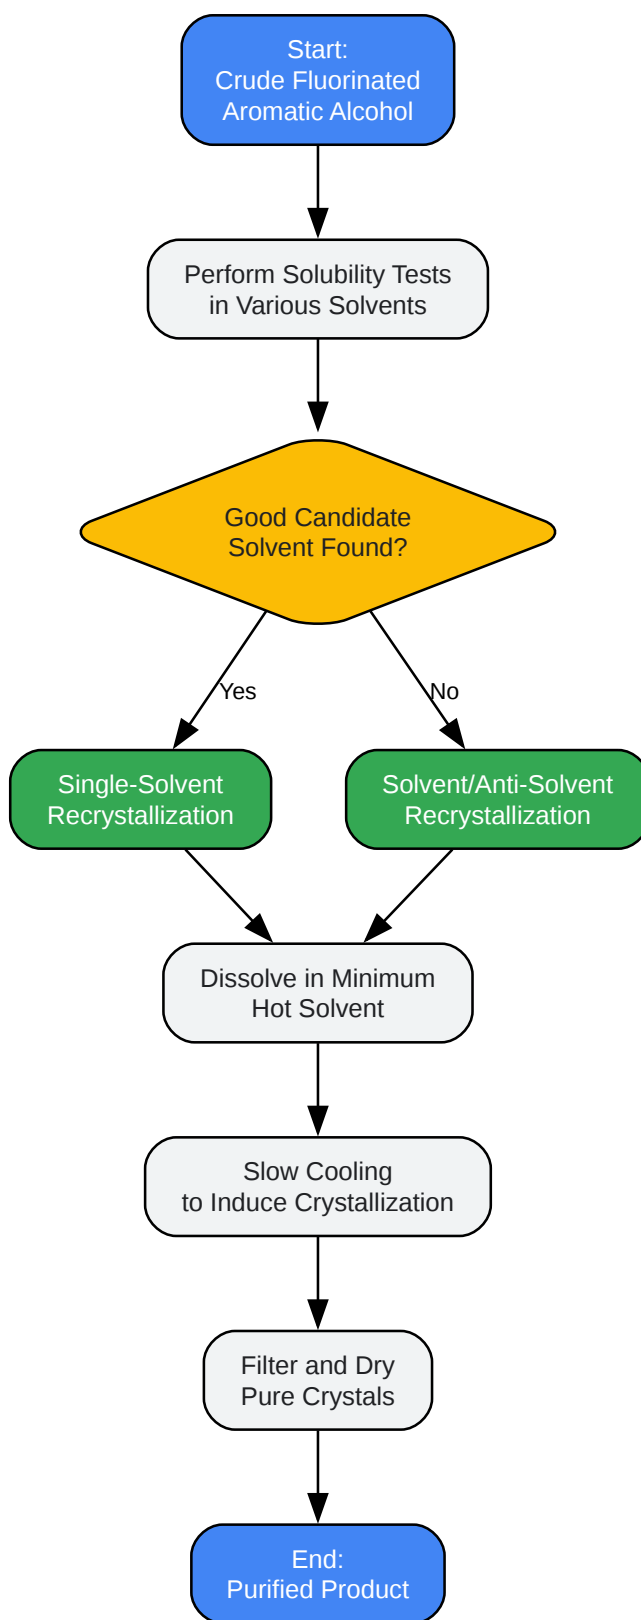 Start:
Crude Fluorinated
Aromatic Alcohol
Perform Solubility Tests
in Various Solvents
Good Candidate
Solvent Found?
Yes
No
Single-Solvent
Recrystallization
Solvent/Anti-Solvent
Recrystallization
Dissolve in Minimum
Hot Solvent
Slow Cooling
to Induce Crystallization
Filter and Dry
Pure Crystals
End:
Purified Product